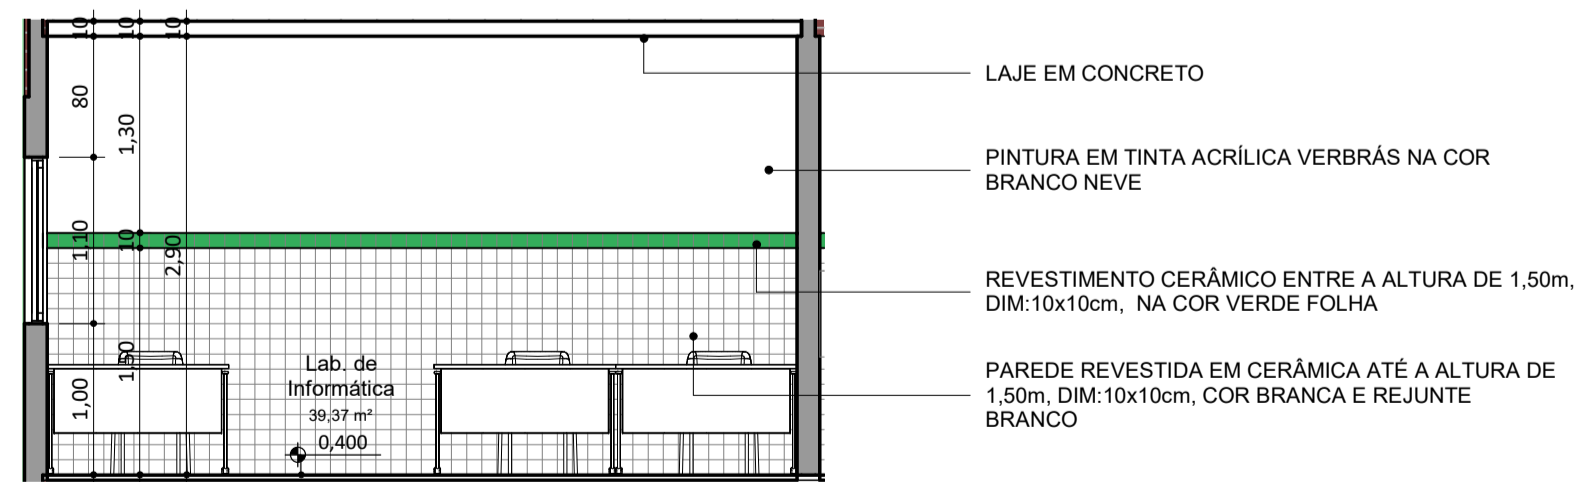 10
10
10
80
1,30
1,10
10
2,90
1,00
LAJE EM CONCRETO
PINTURA EM TINTA ACRÍLICA VERBRÁS NA COR
BRANCO NEVE
REVESTIMENTO CERÂMICO ENTRE A ALTURA DE 1,50m,
DIM:10x10cm, NA COR VERDE FOLHA
PAREDE REVESTIDA EM CERÂMICA ATÉ A ALTURA DE
1,50m, DIM:10x10cm, COR BRANCA E REJUNTE
BRANCO
Lab. de
Informática
39,37 m²
0,400